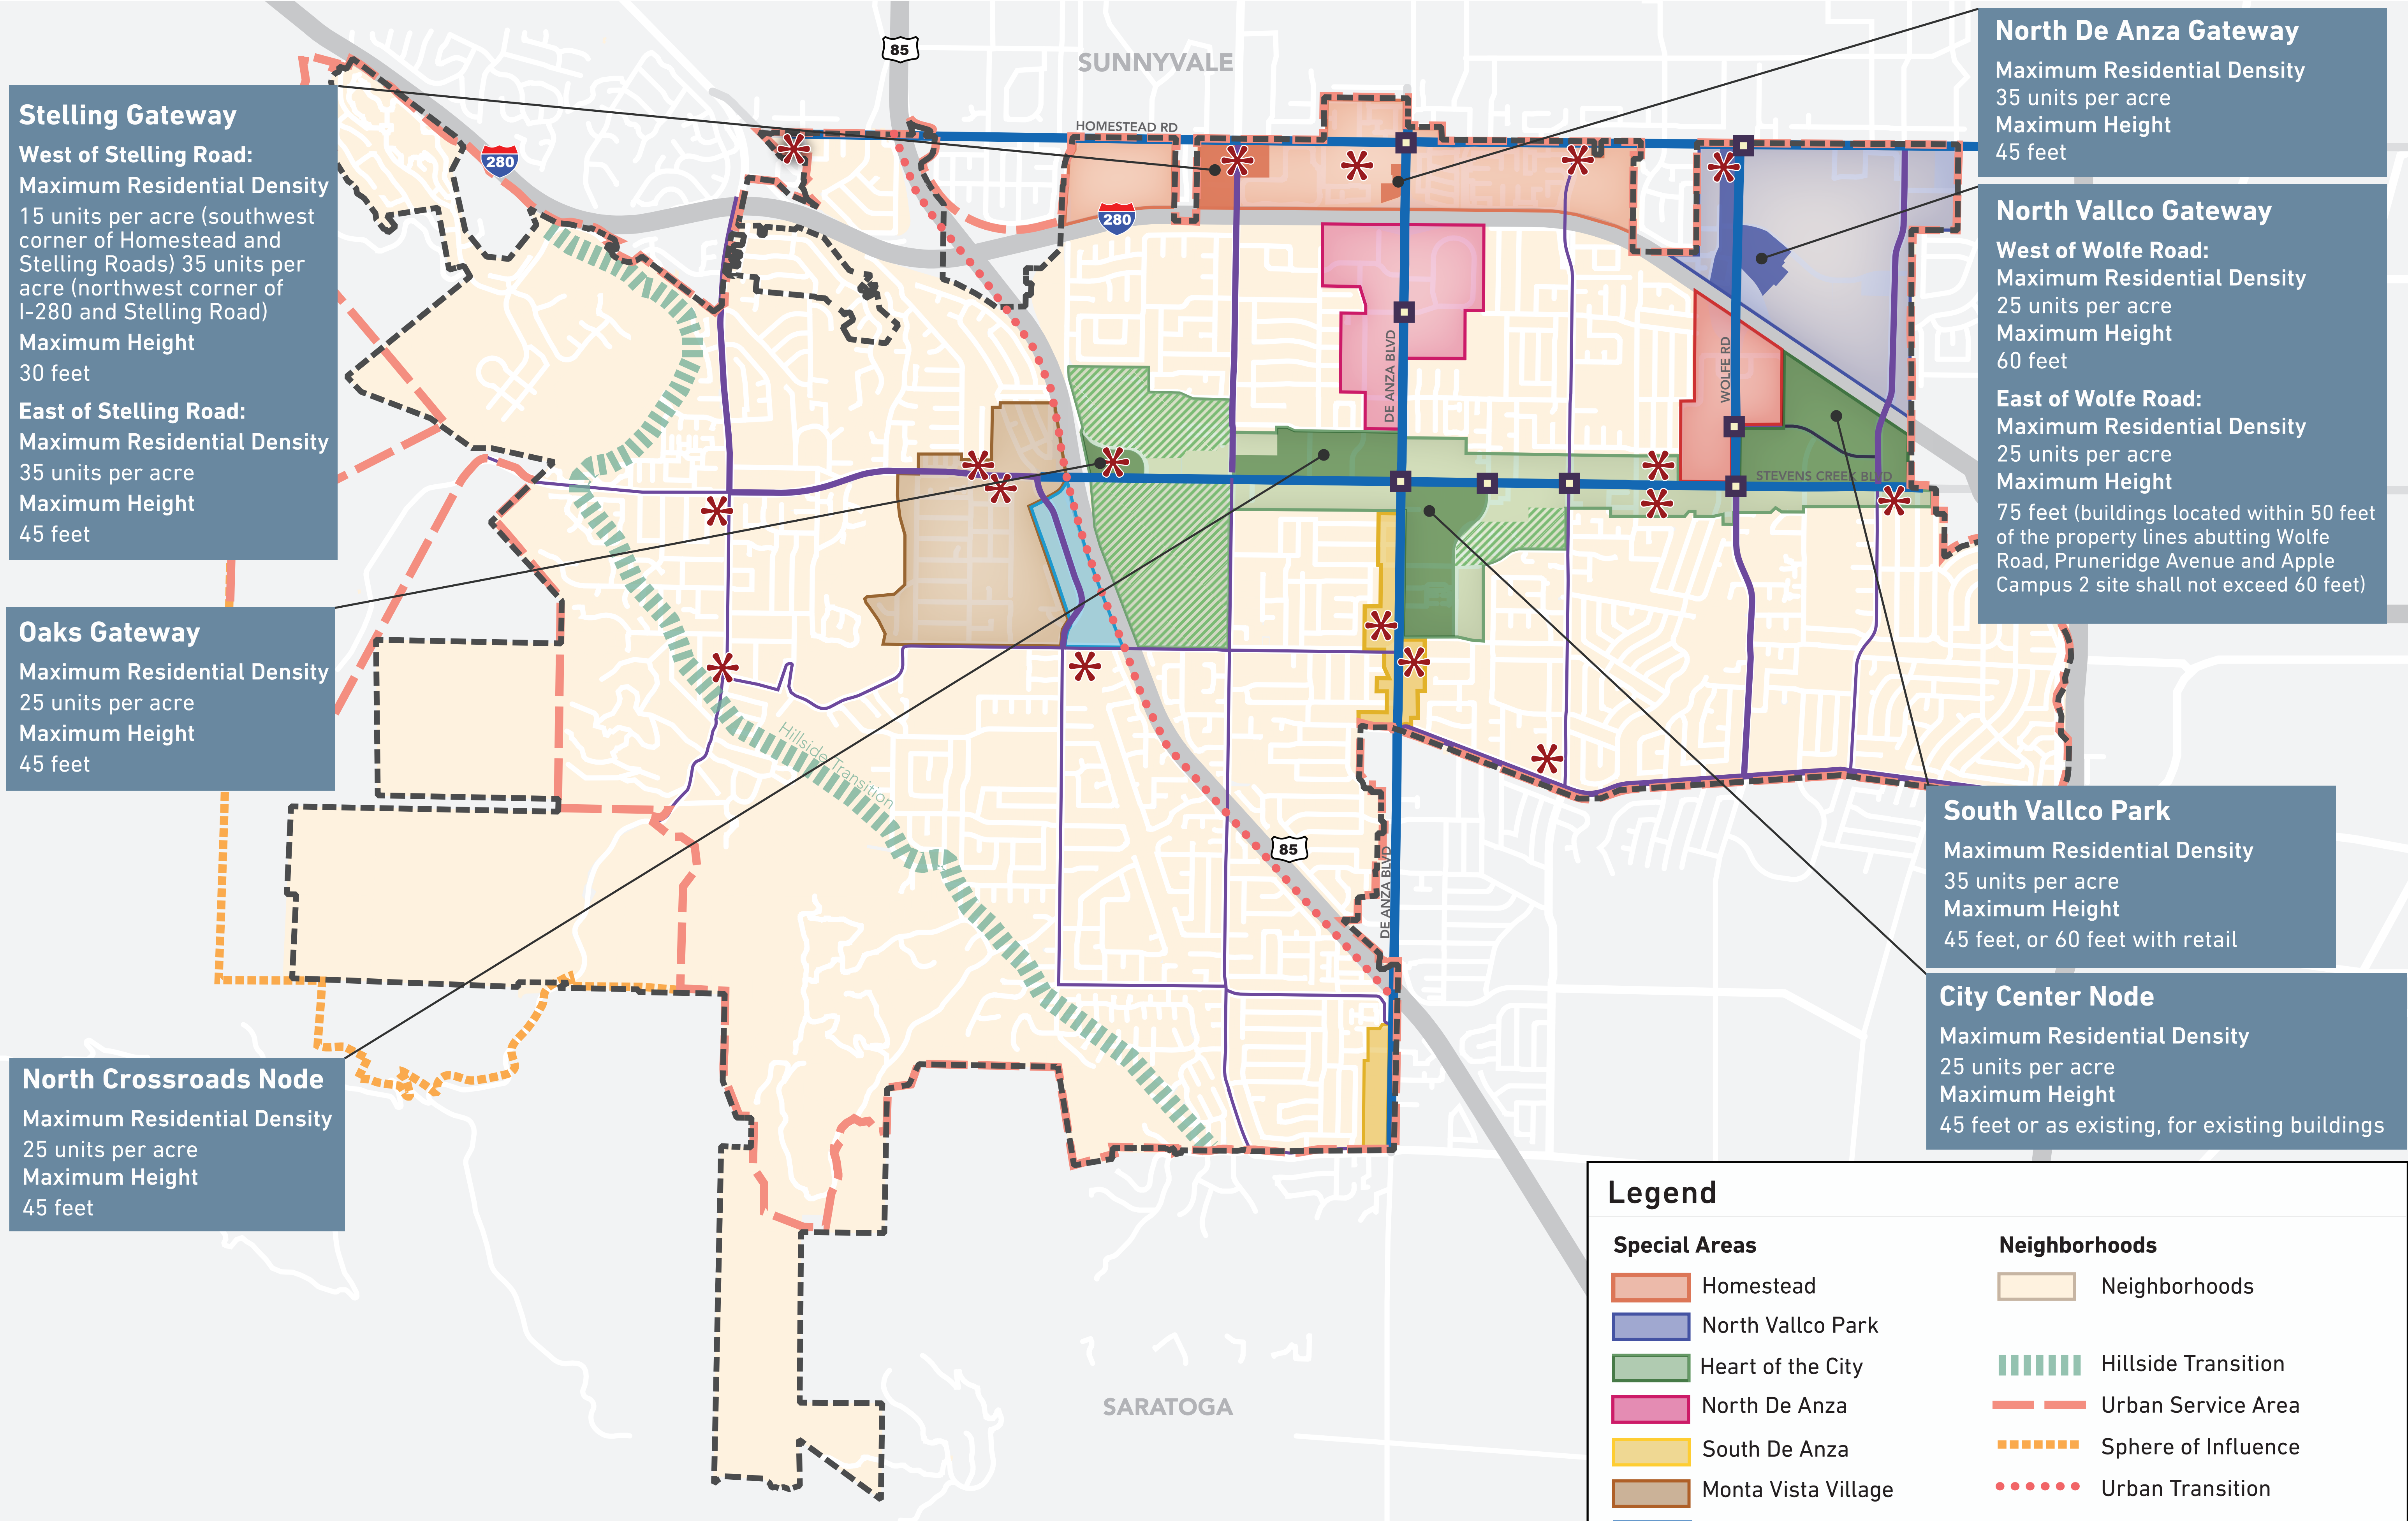 Stelling Gateway
West of Stelling Road:
Maximum Residential Density
15 units per acre (southwest
corner of Homestead and
Stelling Roads) 35 units per
acre (northwest corner of
I-280 and Stelling Road)
Maximum Height
30 feet
East of Stelling Road:
Maximum Residential Density
35 units per acre
Maximum Height
45 feet
Oaks Gateway
Maximum Residential Density
25 units per acre
Maximum Height
45 feet
North Crossroads Node
Maximum Residential Density
25 units per acre
Maximum Height
45 feet
85
SUNNYVALE
280
HOMESTEAD RD
280
DE ANZA BLVD
WOLFE RD
STEVENS CREEK BLVD
Hillside Transition
85
DE ANZA BLVD
SARATOGA
North De Anza Gateway
Maximum Residential Density
35 units per acre
Maximum Height
45 feet
North Vallco Gateway
West of Wolfe Road:
Maximum Residential Density
25 units per acre
Maximum Height
60 feet
East of Wolfe Road:
Maximum Residential Density
25 units per acre
Maximum Height
75 feet (buildings located within 50 feet
of the property lines abutting Wolfe
Road, Pruneridge Avenue and Apple
Campus 2 site shall not exceed 60 feet)
South Vallco Park
Maximum Residential Density
35 units per acre
Maximum Height
45 feet, or 60 feet with retail
City Center Node
Maximum Residential Density
25 units per acre
Maximum Height
45 feet or as existing, for existing buildings
Legend
Special Areas
Homestead
North Vallco Park
Heart of the City
North De Anza
South De Anza
Monta Vista Village
Neighborhoods
Neighborhoods
Hillside Transition
Urban Service Area
Sphere of Influence
Urban Transition